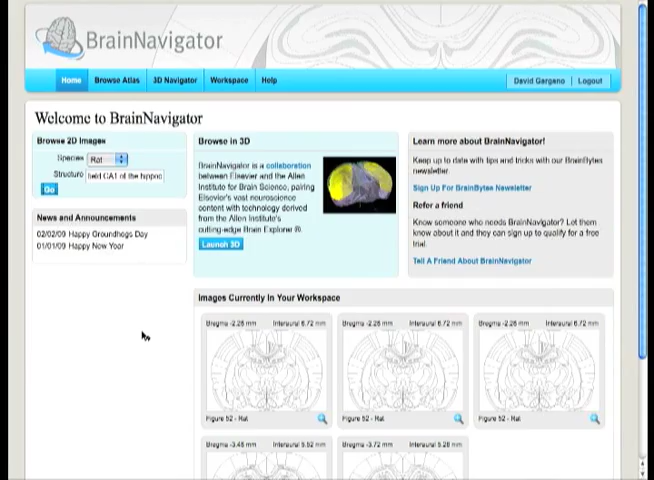 BrainNavigator
Home
Browse Atlas
3D Navigator
Workspace
Help
David Gargano | Logout
Welcome to BrainNavigator
Browse 2D Images
Species Rat
Structure field CA1 of the hippoc
Go
News and Announcements
02/02/09 Happy Groundhogs Day
01/01/09 Happy New Year
Browse in 3D
BrainNavigator is a collaboration
between Elsevier and the Allen
Institute for Brain Science, pairing
Elsevier's vast neuroscience
content with technology derived
from the Allen Institute's
cutting-edge Brain Explorer ®.
Launch 3D
Learn more about BrainNavigator!
Keep up to date with tips and tricks with our BrainBytes
newsletter
Sign Up For BrainBytes Newsletter
Refer a friend
Know someone who needs BrainNavigator? Let them
know about it and they can sign up to qualify for a free
trial.
Tell A Friend About BrainNavigator
Images Currently In Your Workspace
Bregma -2.28 mm Interaural 6.72 mm
Bregma -2.28 mm Interaural 6.72 mm
Bregma -2.28 mm Interaural 6.72 mm
Figure 52 - Rat
Figure 52 - Rat
Figure 52 - Rat
Bregma -3.48 mm Interaural 5.52 mm
Bregma -3.72 mm Interaural 5.28 mm